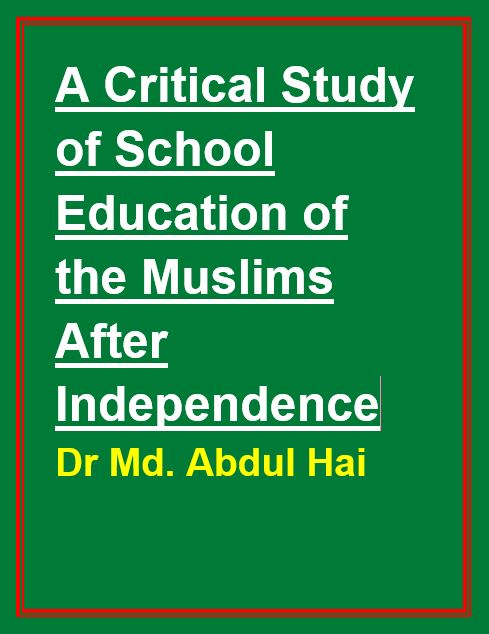 A Critical Study
of School
Education of
the Muslims
After
Independence
Dr Md. Abdul Hai